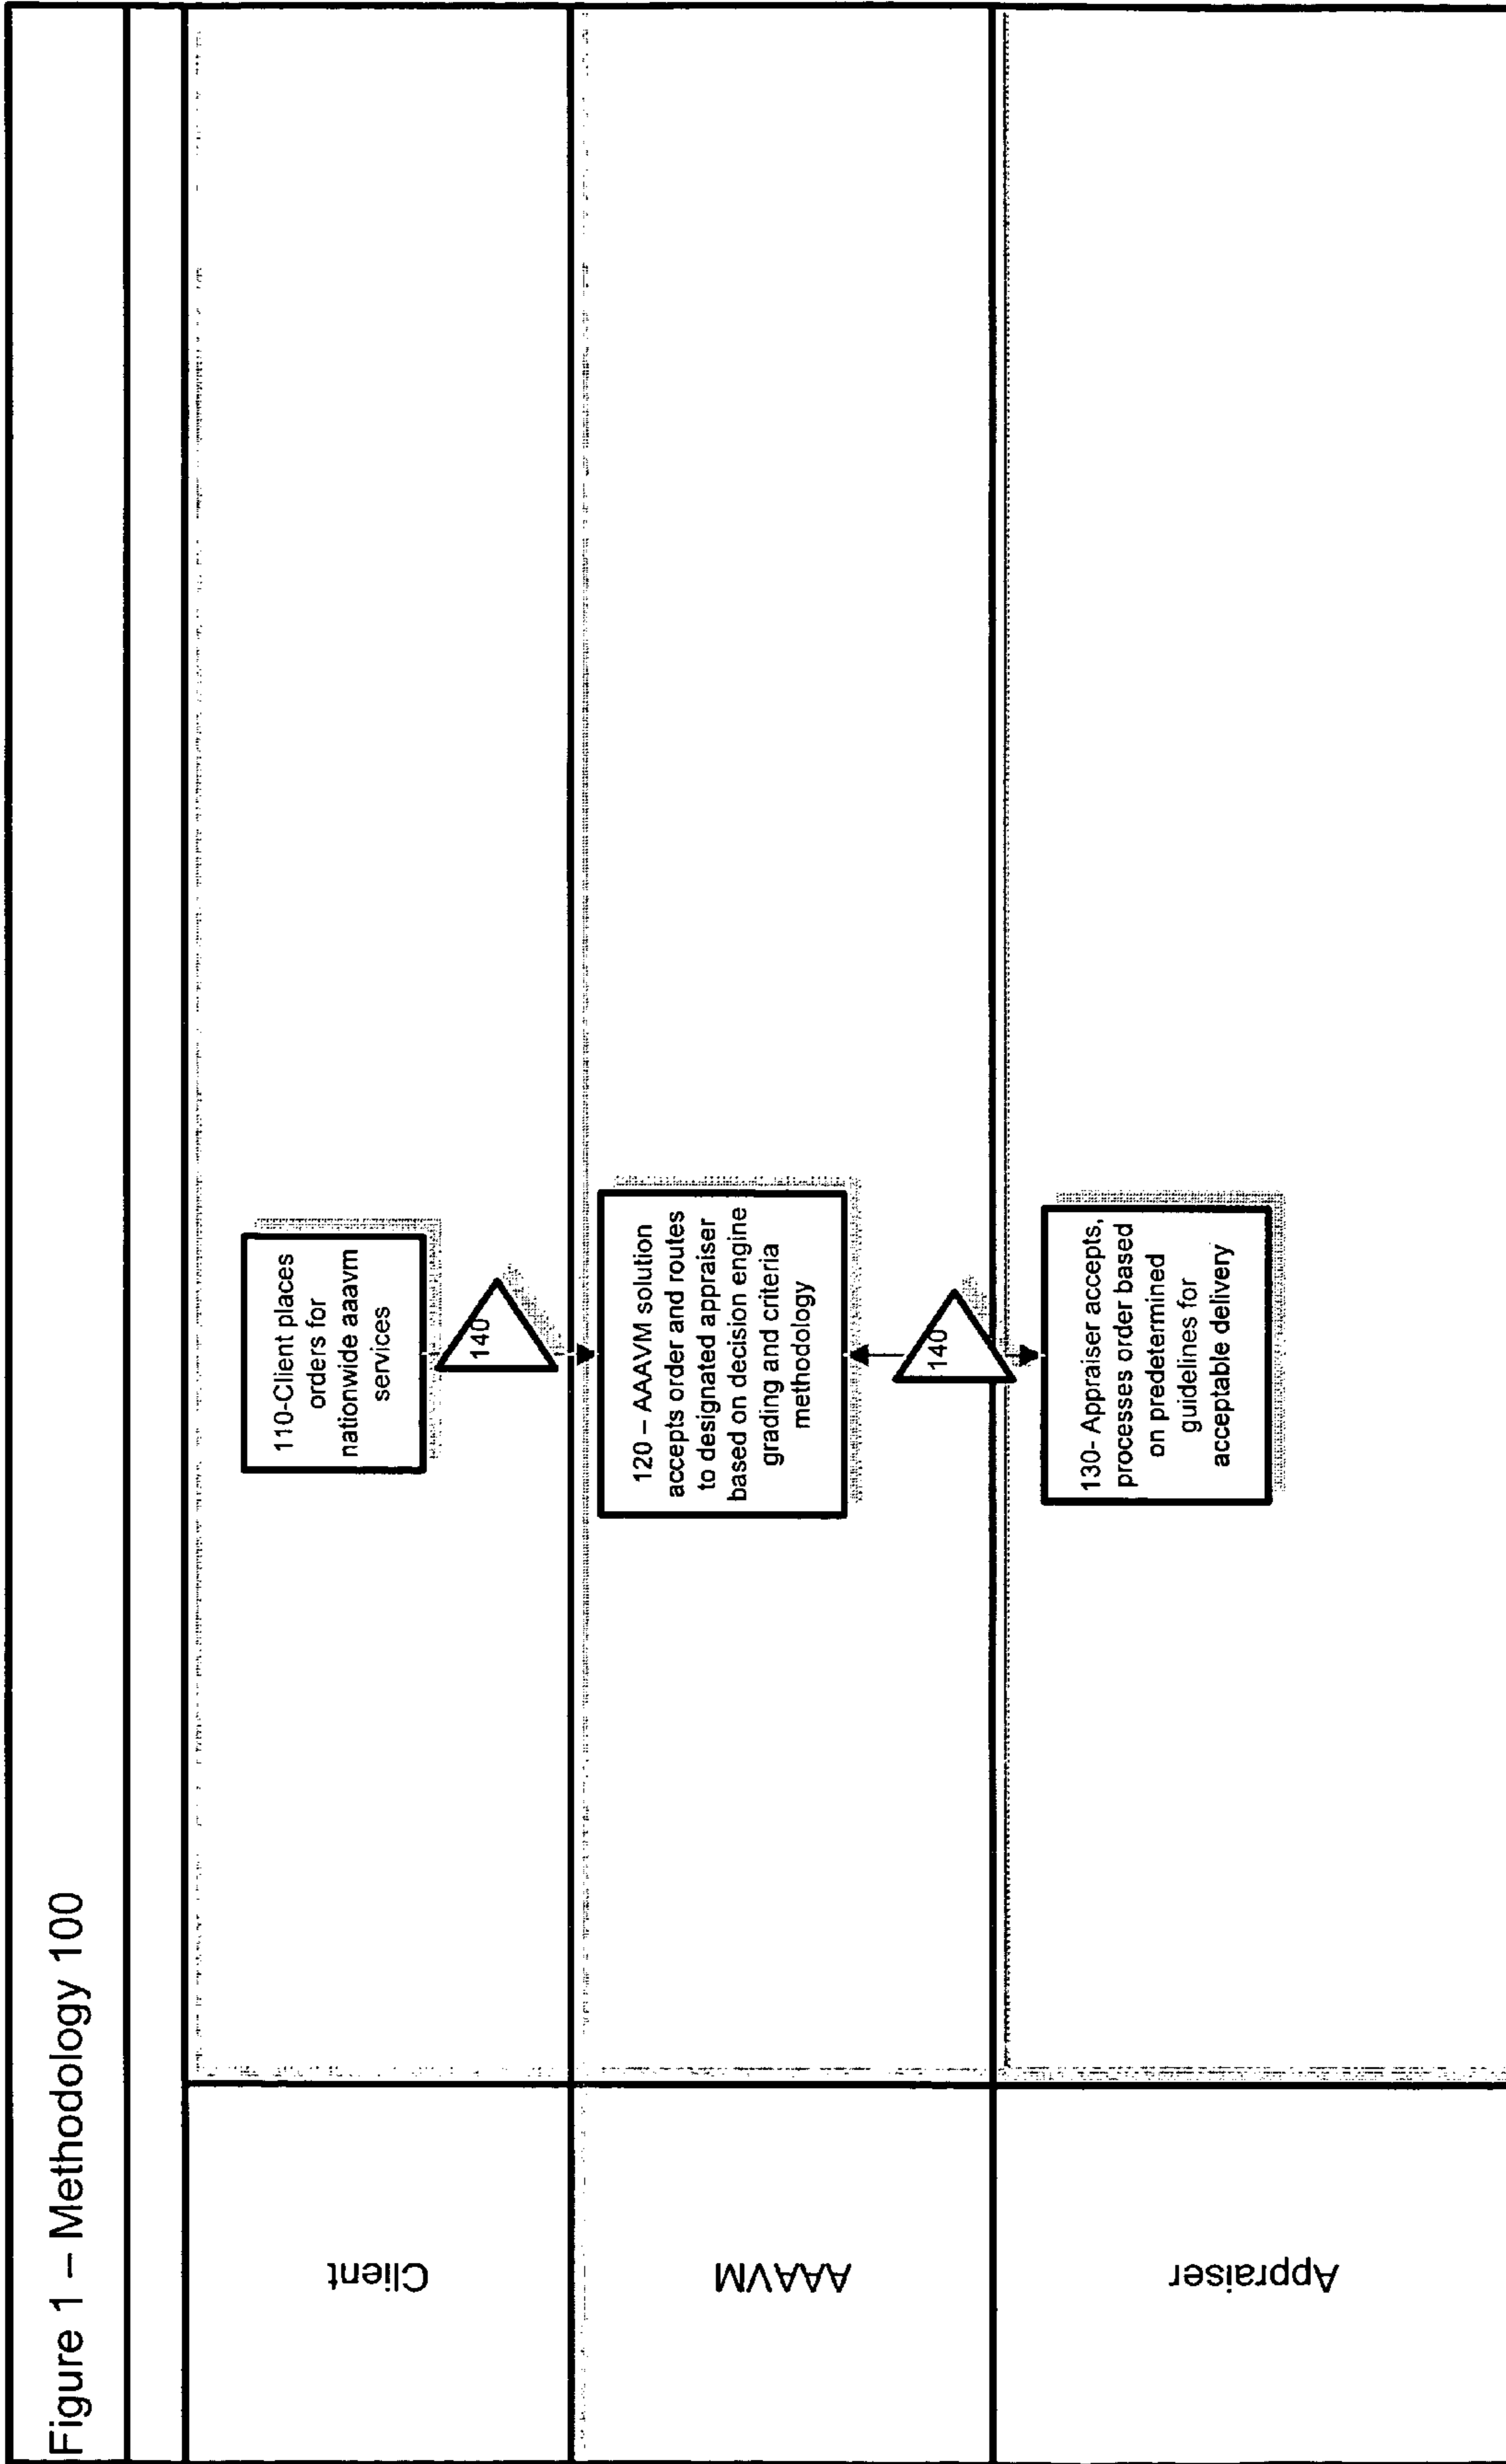 Figure 1 – Methodology 100
Client
110-Client places
orders for
nationwide aaavm
services
140
AAAVM
120 – AAAVM solution
accepts order and routes
to designated appraiser
based on decision engine
grading and criteria
methodology
140
Appraiser
130- Appraiser accepts,
processes order based
on predetermined
guidelines for
acceptable delivery